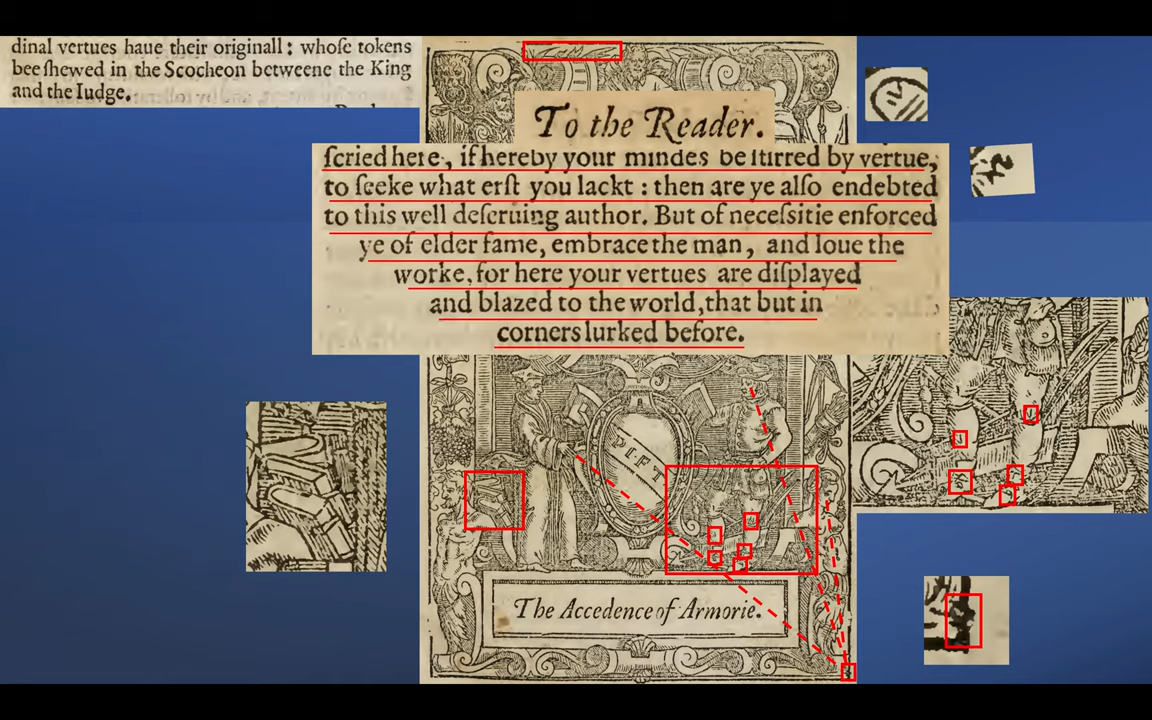 dinal vertues haue their originall : whoſe tokens
bee ſhewed in the Scocheon betweene the King
and the Iudge.
To the Reader.
ſcried here, if hereby your mindes be ſtirred by vertue,
to ſeeke what erſt you lackt : then are ye alſo endebted
to this well deſeruing author. But of neceſsitie enforced
ye of elder fame, embrace the man, and loue the
worke, for here your vertues are diſplayed
and blazed to the world, that but in
corners lurked before.
PIFT
The Accedence of Armorie.